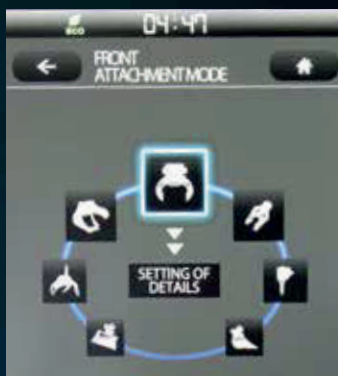 eco
04:47
FRONT
ATTACHMENT MODE
SETTING OF
DETAILS